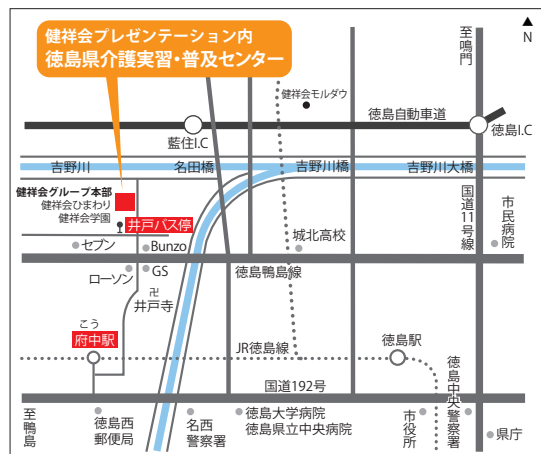 健祥会プレゼンテーション内
徳島県介護実習・普及センター
至鳴門
N
健祥会モルダウ
徳島自動車道
藍住I.C
徳島I.C
吉野川
名田橋
吉野川橋
吉野川大橋
健祥会グループ本部
健祥会ひまわり
健祥会学園
井戸バス停
国道11号線
市民病院
セブン
Bunzo
城北高校
徳島鴨島線
ローソン
GS
卍
井戸寺
こう
府中駅
JR徳島線
徳島駅
国道192号
至鴨島
徳島西
郵便局
名西
警察署
徳島大学病院
徳島県立中央病院
市役所
徳島中央警察署
県庁